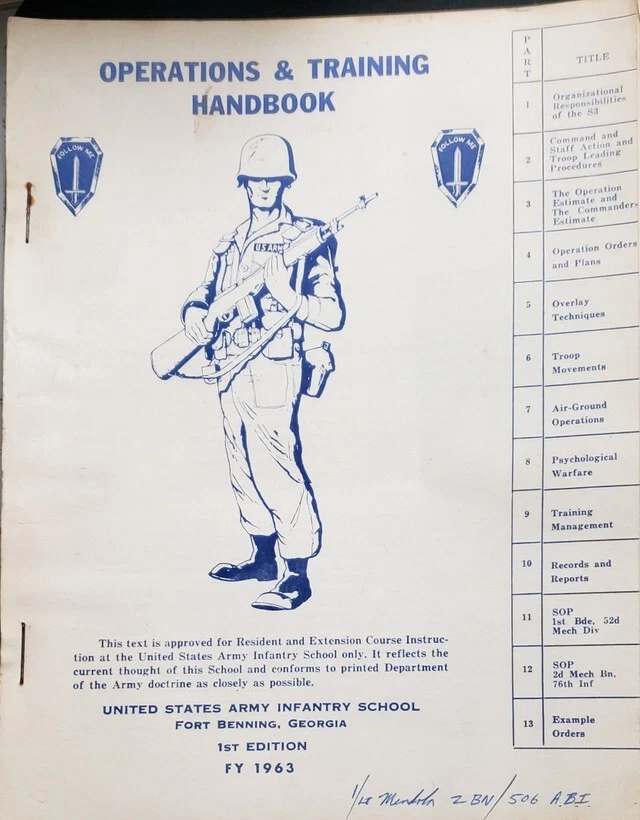 OPERATIONS & TRAINING
HANDBOOK
FOLLOW ME
FOLLOW ME
U.S. ARMY
This text is approved for Resident and Extension Course Instruc-
tion at the United States Army Infantry School only. It reflects the
current thought of this School and conforms to printed Department
of the Army doctrine as closely as possible.
UNITED STATES ARMY INFANTRY SCHOOL
FORT BENNING, GEORGIA
1ST EDITION
FY 1963
PART TITLE
1 Organizational
Responsibilities
of the S3
2 Command and
Staff Action and
Troop Leading
Procedures
3 The Operation
Estimate and
The Commanders
Estimate
4 Operation Orders
and Plans
5 Overlay
Techniques
6 Troop
Movements
7 Air-Ground
Operations
8 Psychological
Warfare
9 Training
Management
10 Records and
Reports
11 SOP
1st Bde, 52d
Mech Div
12 SOP
2d Mech Bn,
76th Inf
13 Example
Orders
1/Lt 2 BN/506 A.B.I.